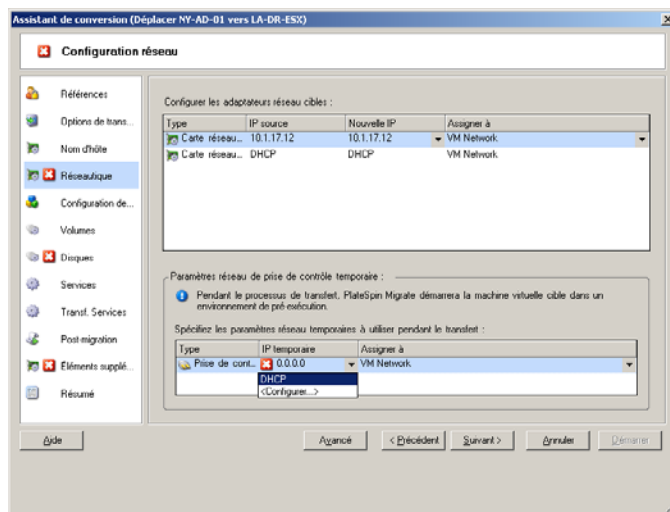 Assistant de conversion (Déplacer NY-AD-01 vers LA-DR-ESX)
Configuration réseau
Références
Options de trans...
Nom d'hôte
Réseautique
Configuration de...
Volumes
Disques
Services
Transf. Services
Post-migration
Éléments supplé...
Résumé
Configurer les adaptateurs réseau cibles :
Type IP source Nouvelle IP Assigner à
Carte réseau... 10.1.17.12 10.1.17.12 VM Network
Carte réseau... DHCP DHCP VM Network
Paramètres réseau de prise de contrôle temporaire :
Pendant le processus de transfert, PlateSpin Migrate démarrera la machine virtuelle cible dans un
environnement de pré exécution.
Spécifiez les paramètres réseau temporaires à utiliser pendant le transfert :
Type IP temporaire Assigner à
Prise de cont... 0.0.0.0 VM Network
DHCP
<Configurer...>
Aide Avancé < Précédent Suivant > Annuler Démarrer